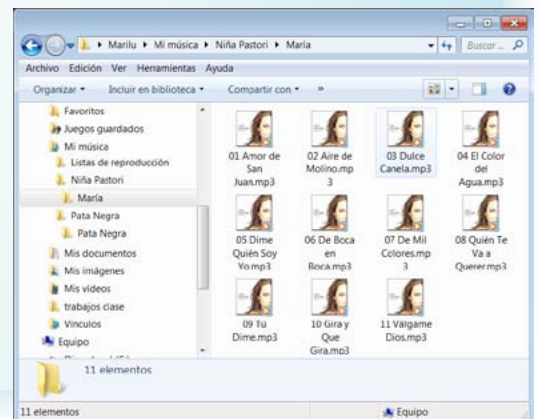 Marilu ▸ Mi música ▸ Niña Pastori ▸ María
Buscar ...
Archivo Edición Ver Herramientas Ayuda
Organizar Incluir en biblioteca Compartir con »
Favoritos
Juegos guardados
Mi música
Listas de reproducción
Niña Pastori
María
Pata Negra
Pata Negra
Mis documentos
Mis imágenes
Mis vídeos
trabajos clase
Vínculos
Equipo
01 Amor de
San
Juan.mp3
02 Aire de
Molino.mp
3
03 Dulce
Canela.mp3
04 El Color
del
Agua.mp3
05 Dime
Quién Soy
Yo.mp3
06 De Boca
en
Boca.mp3
07 De Mil
Colores.mp
3
08 Quién Te
Va a
Querer.mp3
09 Tú
Dime.mp3
10 Gira y
Que
Gira.mp3
11 Válgame
Dios.mp3
11 elementos
11 elementos
Equipo